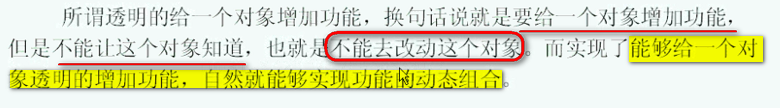 所谓透明的给一个对象增加功能，换句话说就是要给一个对象增加功能，
但是不能让这个对象知道，也就是不能去改动这个对象。而实现了能够给一个对
象透明的增加功能，自然就能够实现功能的动态组合。